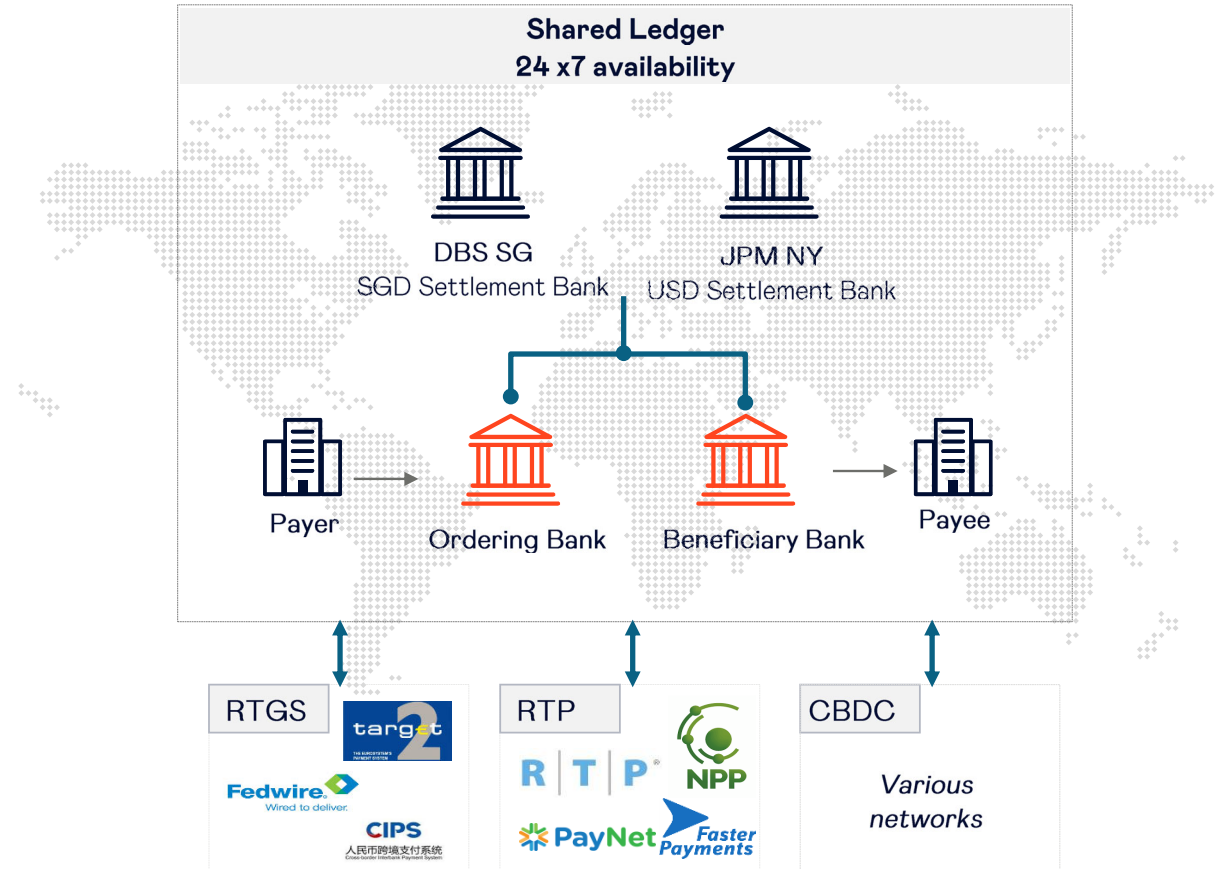 Shared Ledger
24 x7 availability
DBS SG
SGD Settlement Bank
JPM NY
USD Settlement Bank
Payer
Ordering Bank
Beneficiary Bank
Payee
RTGS
target
2
THE EUROSYSTEM'S
PAYMENT SYSTEM
Fedwire®
Wired to deliver.
CIPS
人民币跨境支付系统
Cross-border Interbank Payment System
RTP
R|T|P®
NPP
PayNet
Faster
Payments
CBDC
Various
networks